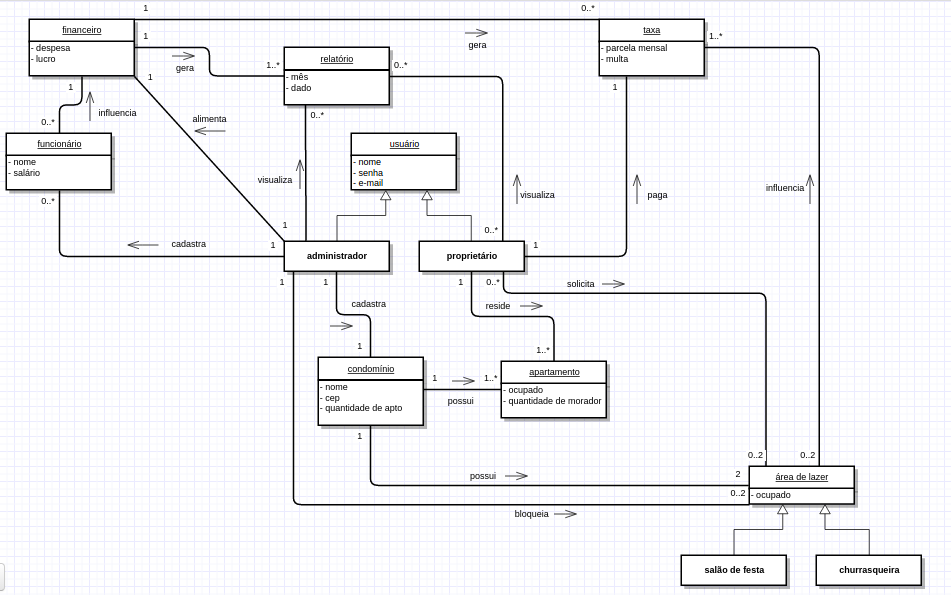 1
0..*
financeiro
- despesa
- lucro
1
gera
1..*
relatório
- mês
- dado
0..*
gera
taxa
- parcela mensal
- multa
1..*
1
1
1
influencia
0..*
alimenta
0..*
funcionário
- nome
- salário
0..*
usuário
- nome
- senha
- e-mail
visualiza
visualiza
paga
influencia
1
0..*
cadastra
1
administrador
proprietário
1
1
1
1
0..*
solicita
cadastra
reside
1
1..*
condomínio
- nome
- cep
- quantidade de apto
1
possui
1..*
apartamento
- ocupado
- quantidade de morador
1
possui
0..2
0..2
2
0..2
bloqueia
área de lazer
- ocupado
salão de festa
churrasqueira